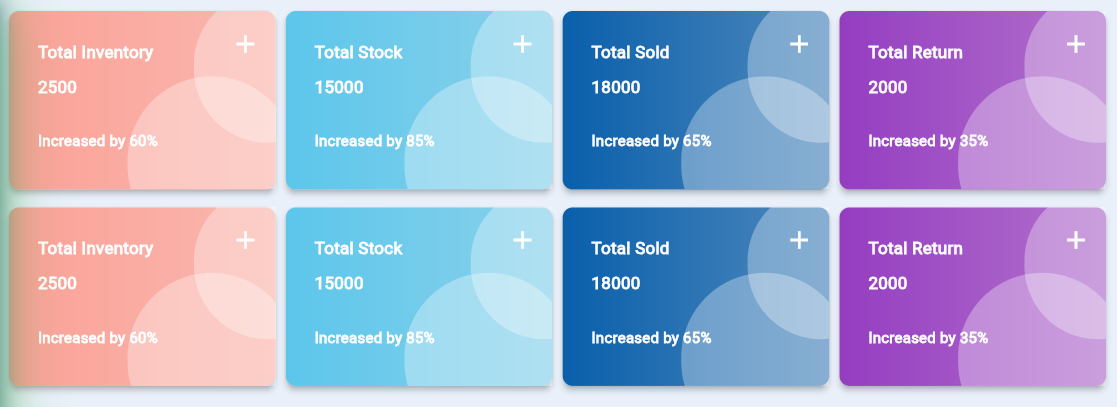 Total Inventory
2500
Increased by 60%
Total Stock
15000
Increased by 85%
Total Sold
18000
Increased by 65%
Total Return
2000
Increased by 35%
Total Inventory
2500
Increased by 60%
Total Stock
15000
Increased by 85%
Total Sold
18000
Increased by 65%
Total Return
2000
Increased by 35%